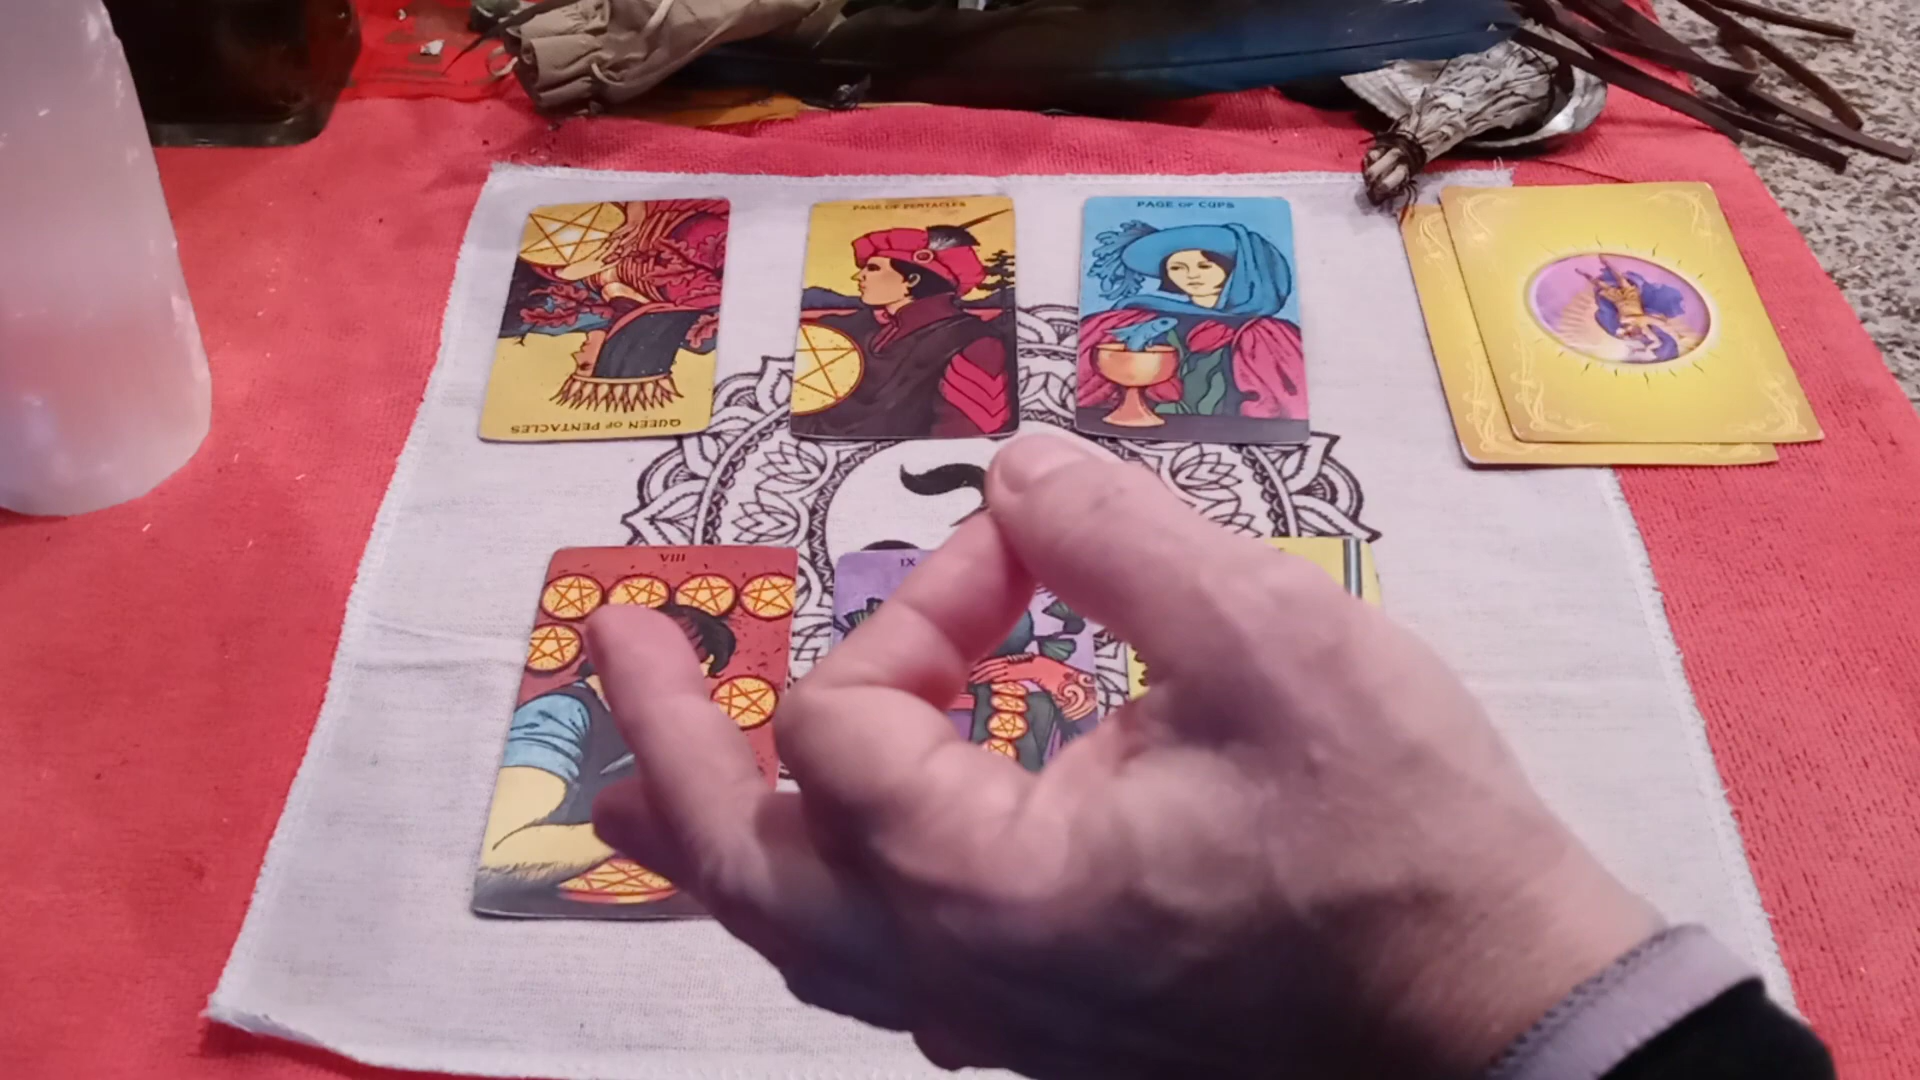 PAGE OF PENTACLES
PAGE OF CUPS
QUEEN OF PENTACLES
VIII
IX